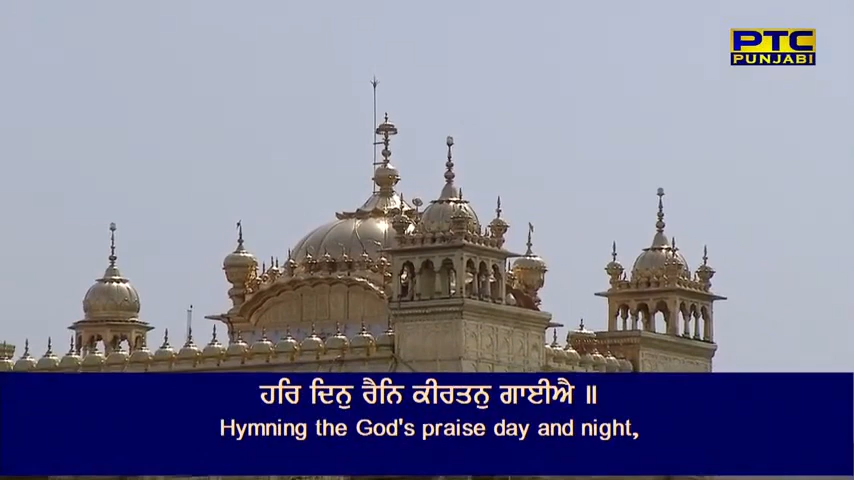 PTC
PUNJABI
ਹਰਿ ਦਿਨੁ ਰੈਨਿ ਕੀਰਤਨੁ ਗਾਈਐ ॥
Hymning the God's praise day and night,